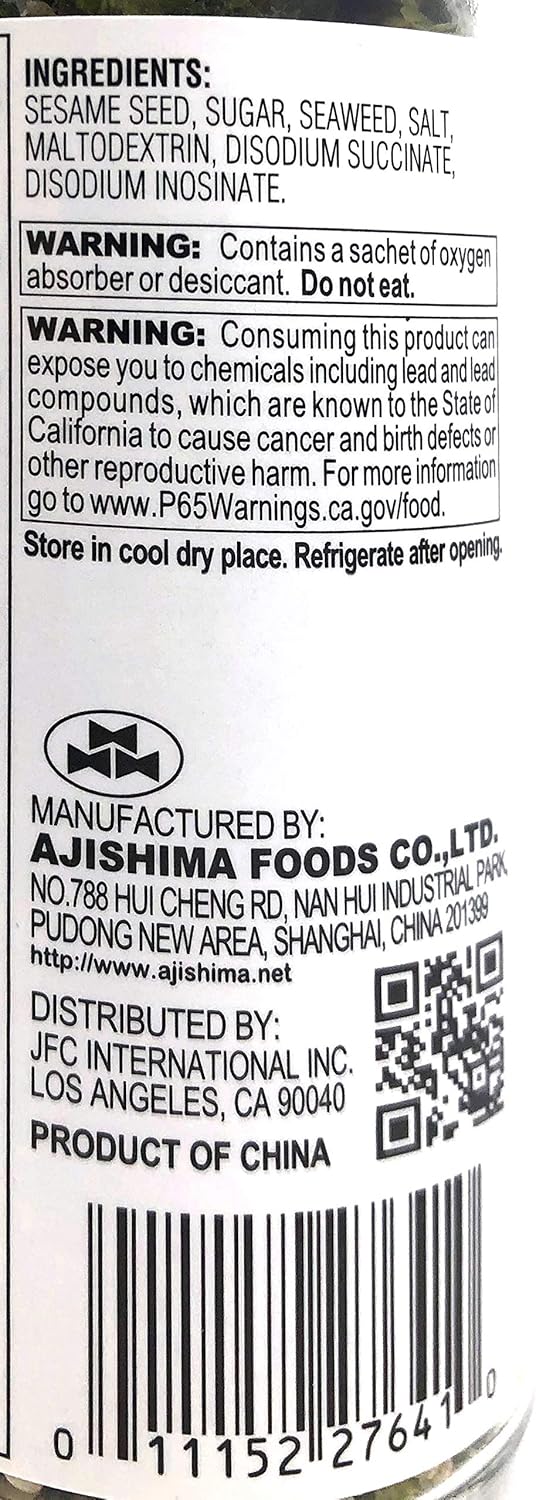 INGREDIENTS:
SESAME SEED, SUGAR, SEAWEED, SALT,
MALTODEXTRIN, DISODIUM SUCCINATE,
DISODIUM INOSINATE.
WARNING: Contains a sachet of oxygen
absorber or desiccant. Do not eat.
WARNING: Consuming this product can
expose you to chemicals including lead and lead
compounds, which are known to the State of
California to cause cancer and birth defects or
other reproductive harm. For more information
go to www.P65Warnings.ca.gov/food.
Store in cool dry place. Refrigerate after opening.
MANUFACTURED BY:
AJISHIMA FOODS CO.,LTD.
NO.788 HUI CHENG RD, NAN HUI INDUSTRIAL PARK,
PUDONG NEW AREA, SHANGHAI, CHINA 201399
http://www.ajishima.net
DISTRIBUTED BY:
JFC INTERNATIONAL INC.
LOS ANGELES, CA 90040
PRODUCT OF CHINA
0 11152 27641 0